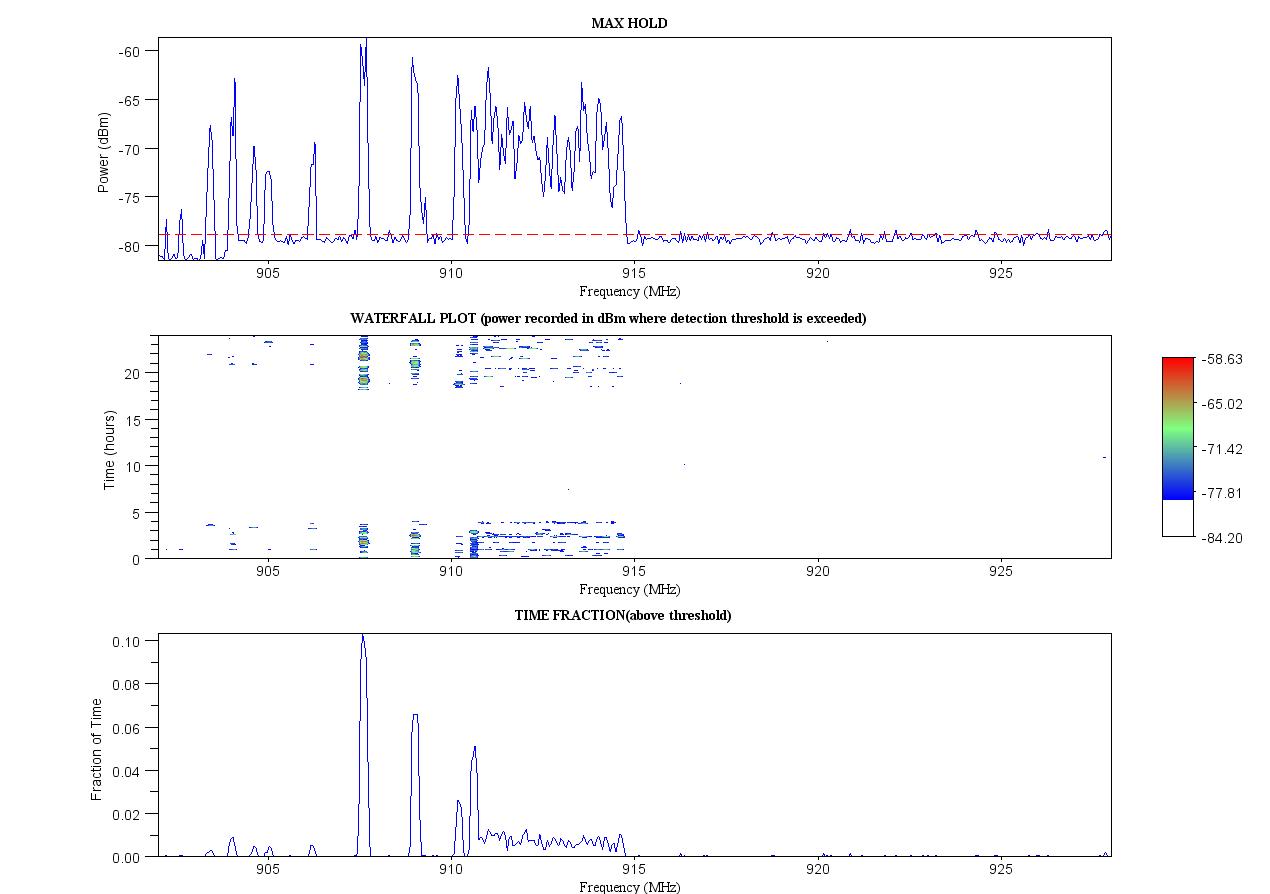 MAX HOLD
-60
-65
-70
-75
-80
Power (dBm)
905 910 915 920 925
Frequency (MHz)
WATERFALL PLOT (power recorded in dBm where detection threshold is exceeded)
20
15
10
5
0
Time (hours)
905 910 915 920 925
Frequency (MHz)
-58.63
-65.02
-71.42
-77.81
-84.20
TIME FRACTION(above threshold)
0.10
0.08
0.06
0.04
0.02
0.00
Fraction of Time
905 910 915 920 925
Frequency (MHz)